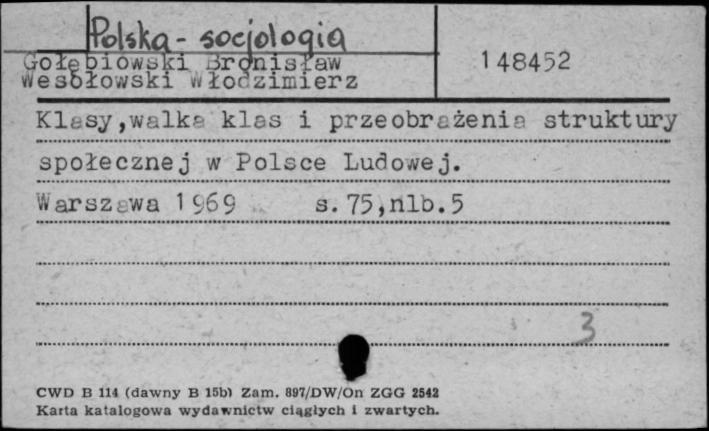 Polska - socjologia
Gołębiowski Bronisław
148452
Wesołowski Włodzimierz
Klasy,walka klas i przeobrażenia struktury
społecznej w Polsce Ludowej.
Warszawa 1969 s.75,nlb.5
3
CWD B 114 (dawny B 15b) Zam. 897/DW/On ZGG 2542
Karta katalogowa wydawnictw ciągłych i zwartych.